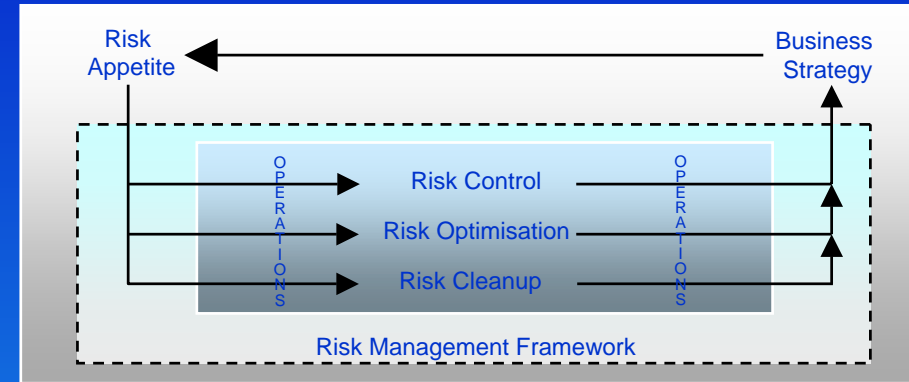 Risk
Appetite
Business
Strategy
OPERATIONS
Risk Control
Risk Optimisation
Risk Cleanup
OPERATIONS
Risk Management Framework